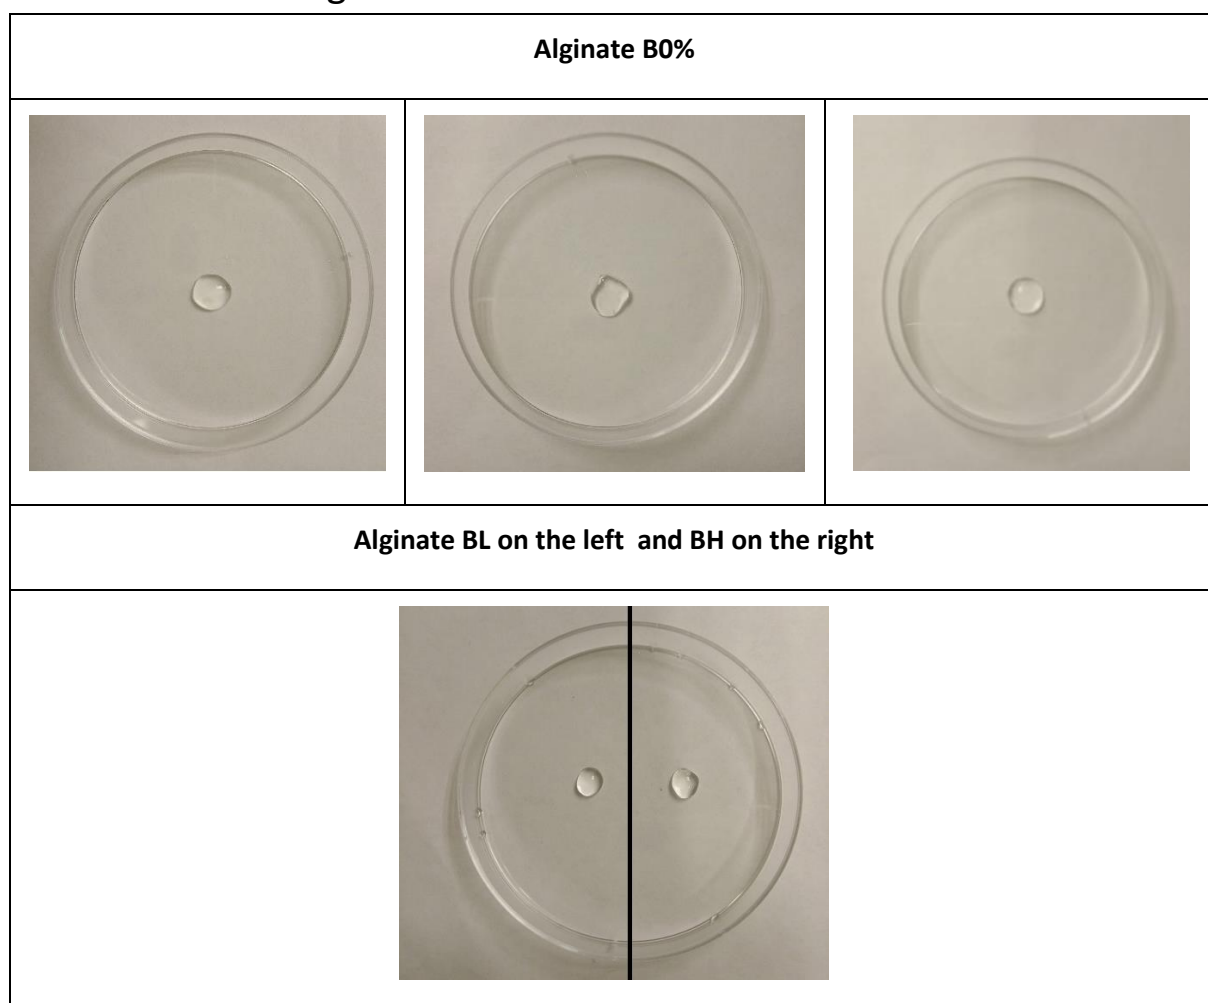 Alginate B0%
Alginate BL on the left and BH on the right